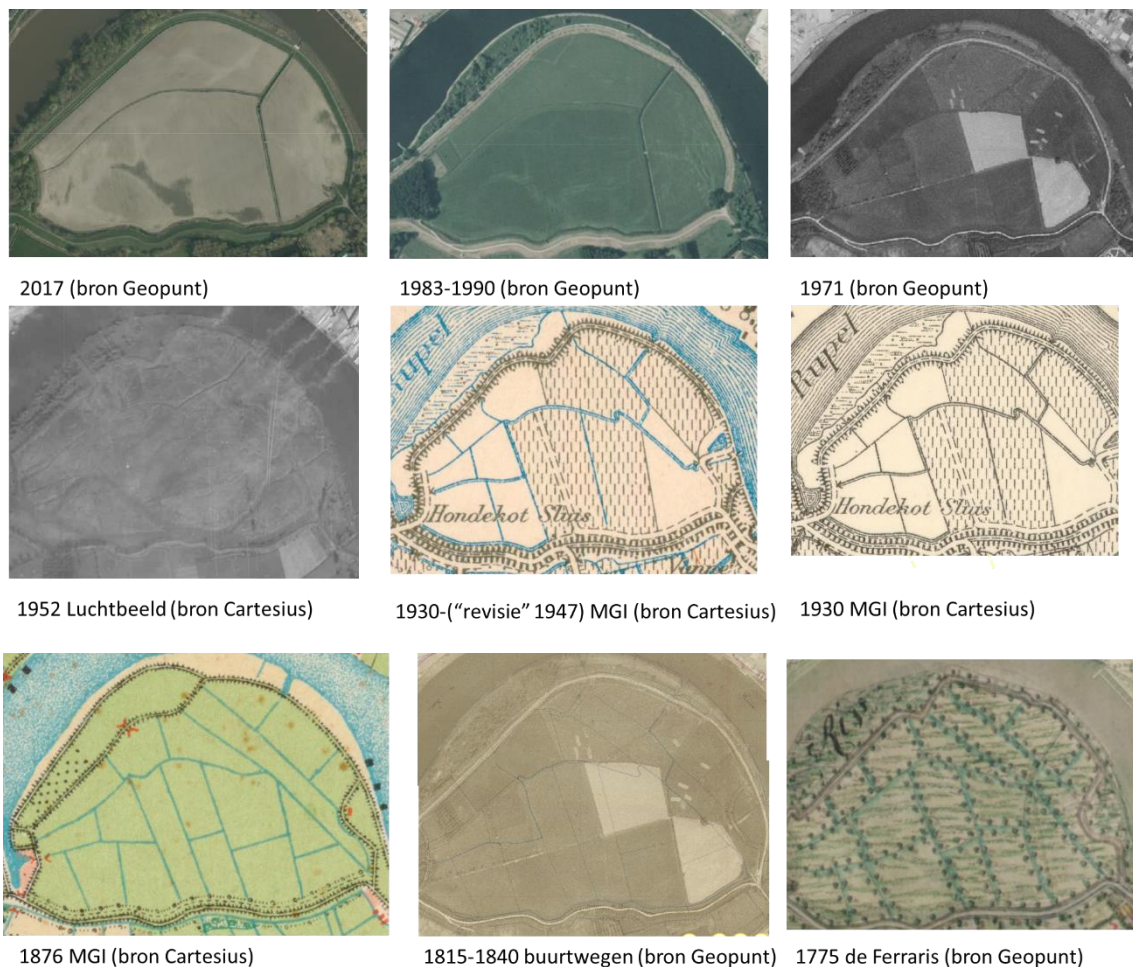 2017 (bron Geopunt)
1983-1990 (bron Geopunt)
1971 (bron Geopunt)
Rupel
Hondekot Sluis
Rupel
Hondekot Sluis
1952 Luchtbeeld (bron Cartesius)
1930-(“revisie” 1947) MGI (bron Cartesius)
1930 MGI (bron Cartesius)
1876 MGI (bron Cartesius)
1815-1840 buurtwegen (bron Geopunt)
1775 de Ferraris (bron Geopunt)